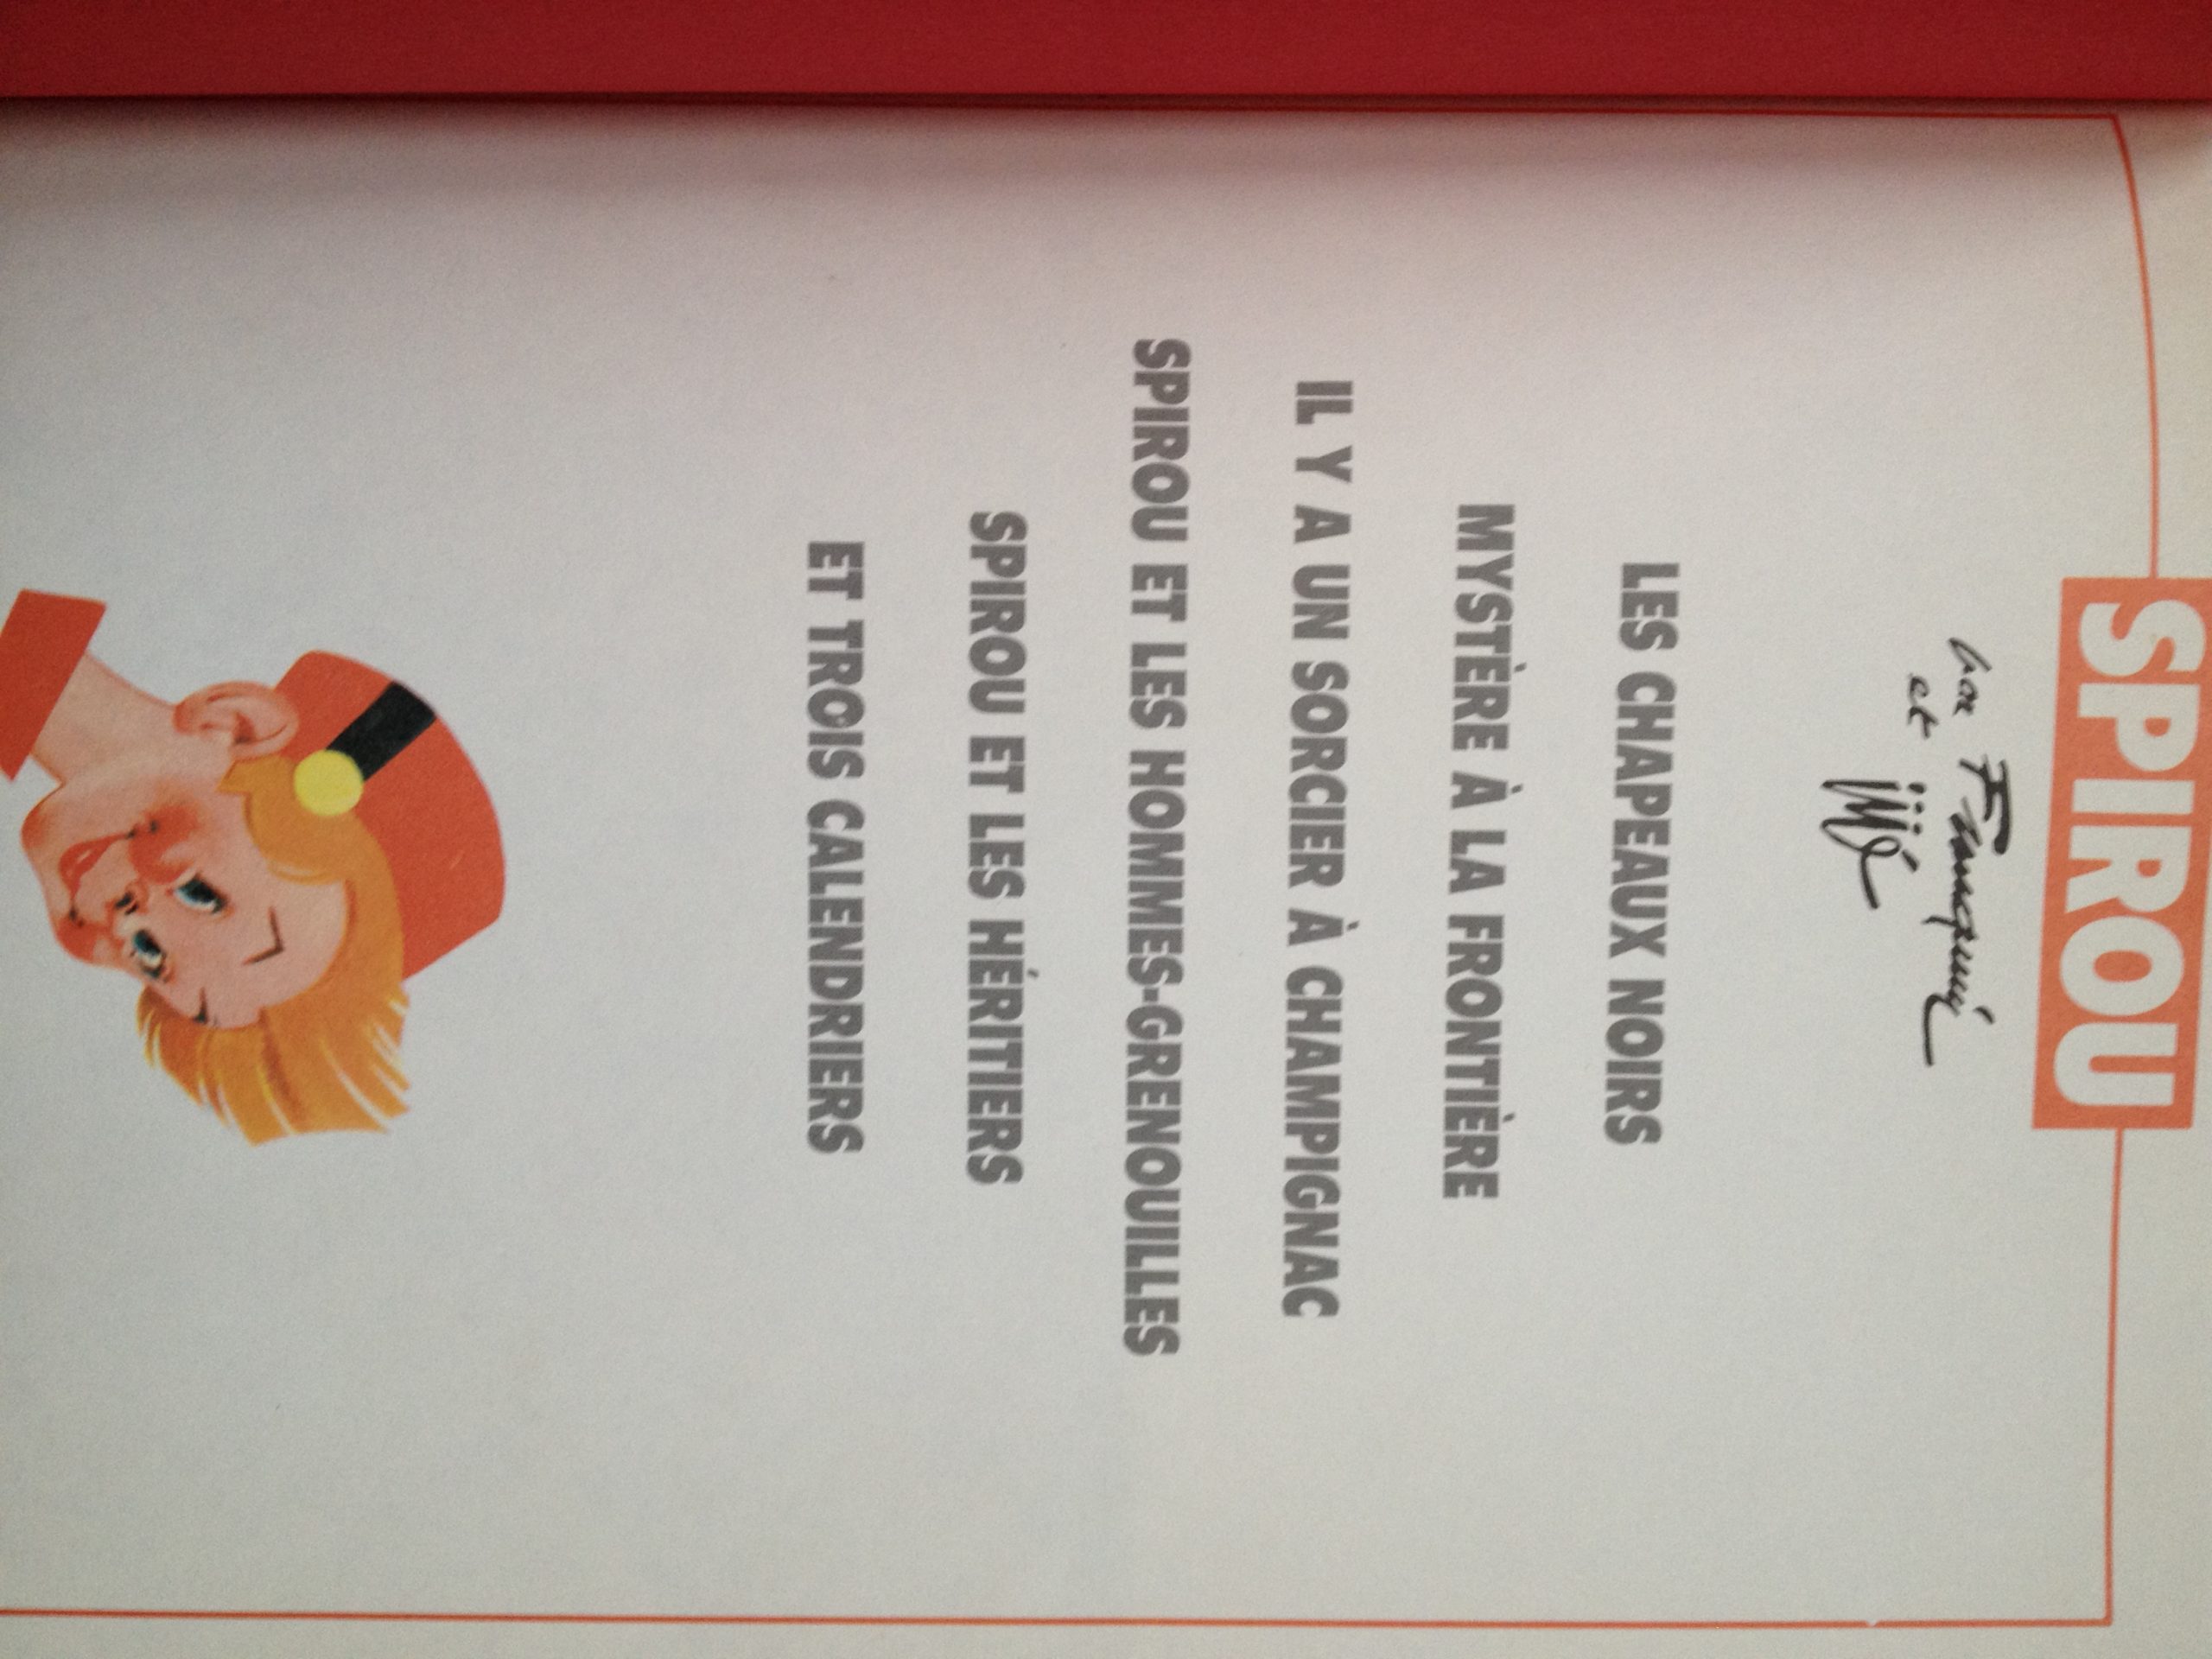 SPIROU
par Franquin
et Jijé
LES CHAPEAUX NOIRS
MYSTÈRE À LA FRONTIÈRE
IL Y A UN SORCIER À CHAMPIGNAC
SPIROU ET LES HOMMES-GRENOUILLES
SPIROU ET LES HÉRITIERS
ET TROIS CALENDRIERS